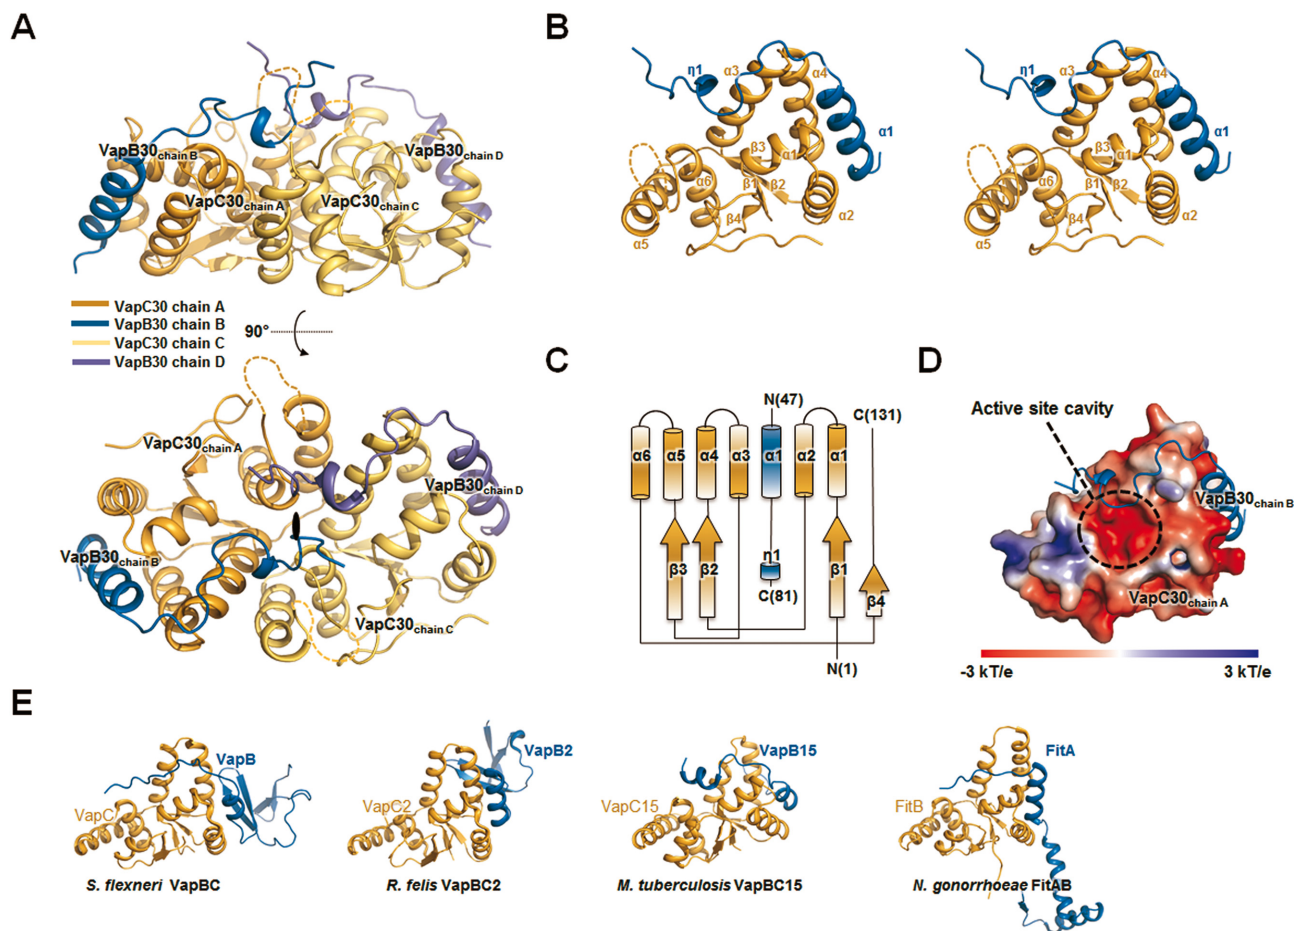 A
VapB30chain B
VapB30chain D
VapC30chain A
VapC30chain C
VapC30 chain A
VapB30 chain B
VapC30 chain C
VapB30 chain D
90°
VapC30chain A
VapB30chain D
VapB30chain B
VapC30chain C
B
η1
α3
α4
α1
β3
α1
α6
β1
β2
β4
α2
α5
η1
α3
α4
α1
β3
α1
α6
β1
β2
β4
α2
α5
C
N(47)
C(131)
α6
α5
α4
α3
α1
α2
α1
η1
β3
β2
C(81)
β1
β4
N(1)
D
Active site cavity
VapB30chain B
VapC30chain A
-3 kT/e
3 kT/e
E
VapB
VapC
S. flexneri VapBC
VapB2
VapC2
R. felis VapBC2
VapB15
VapC15
M. tuberculosis VapBC15
FitA
FitB
N. gonorrhoeae FitAB